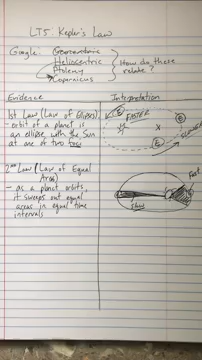 LT5: Kepler's Law
Google: Geocentric
Heliocentric
Ptolemy
Copernicus
How do these
relate?
Evidence
Interpretation
1st Law (Law of Ellipses)
- orbit of a planet is
an ellipse with the Sun
at one of two foci
FASTER
SLOWER
2nd Law (Law of Equal
Area)
- as a planet orbits,
it sweeps out equal
areas in equal time
intervals
Fast
Slow